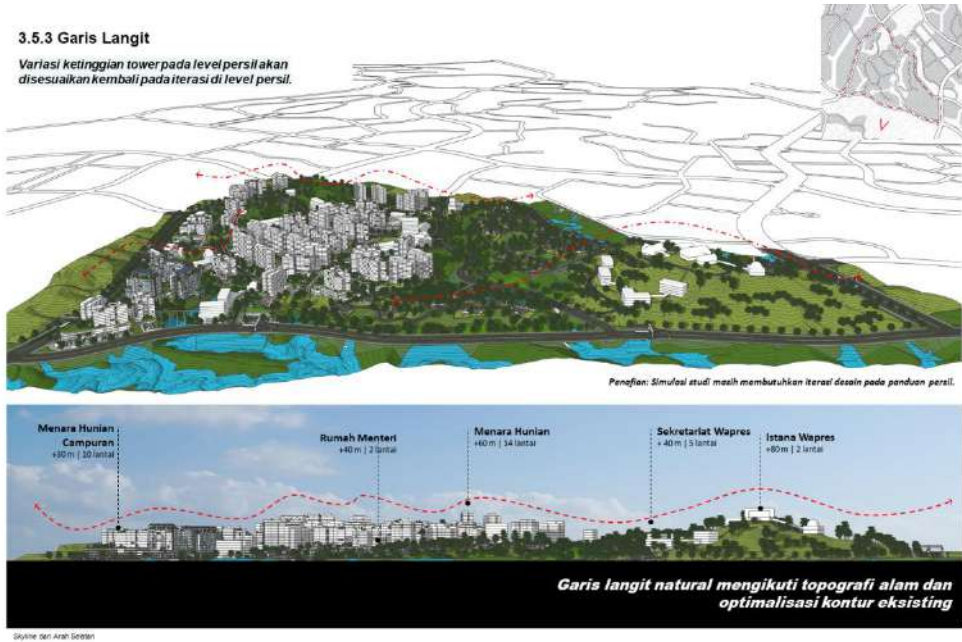 3.5.3 Garis Langit
Variasi ketinggian tower pada level persil akan
disesuaikan kembali pada iterasi di level persil.
Penafian: Simulasi studi masih membutuhkan iterasi desain pada panduan persil.
Menara Hunian
Campuran
+30 m | 10 lantai
Rumah Menteri
+40 m | 2 lantai
Menara Hunian
+60 m | 14 lantai
Sekretariat Wapres
+ 40 m | 5 lantai
Istana Wapres
+80 m | 2 lantai
Garis langit natural mengikuti topografi alam dan
optimalisasi kontur eksisting
Skyline dari Arah Selatan